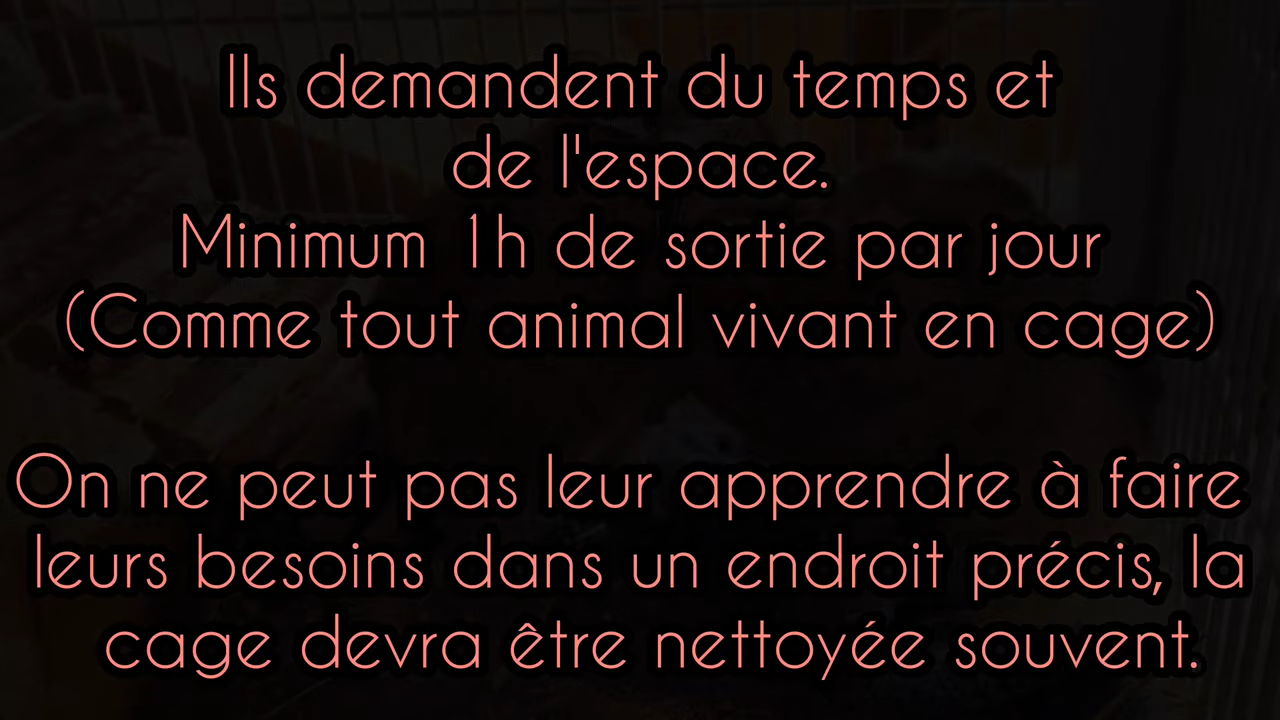 Ils demandent du temps et
de l'espace.
Minimum 1h de sortie par jour
(Comme tout animal vivant en cage)
On ne peut pas leur apprendre à faire
leurs besoins dans un endroit précis, la
cage devra être nettoyée souvent.